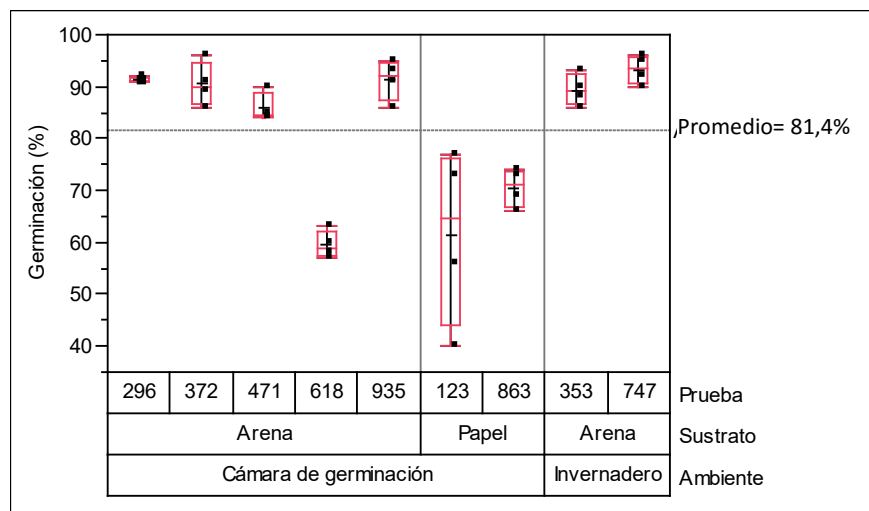 100
90
80
70
60
50
40
Germinación (%)
Promedio= 81,4%
296 372 471 618 935 123 863 353 747 Prueba
Arena Papel Arena Sustrato
Cámara de germinación Invernadero Ambiente